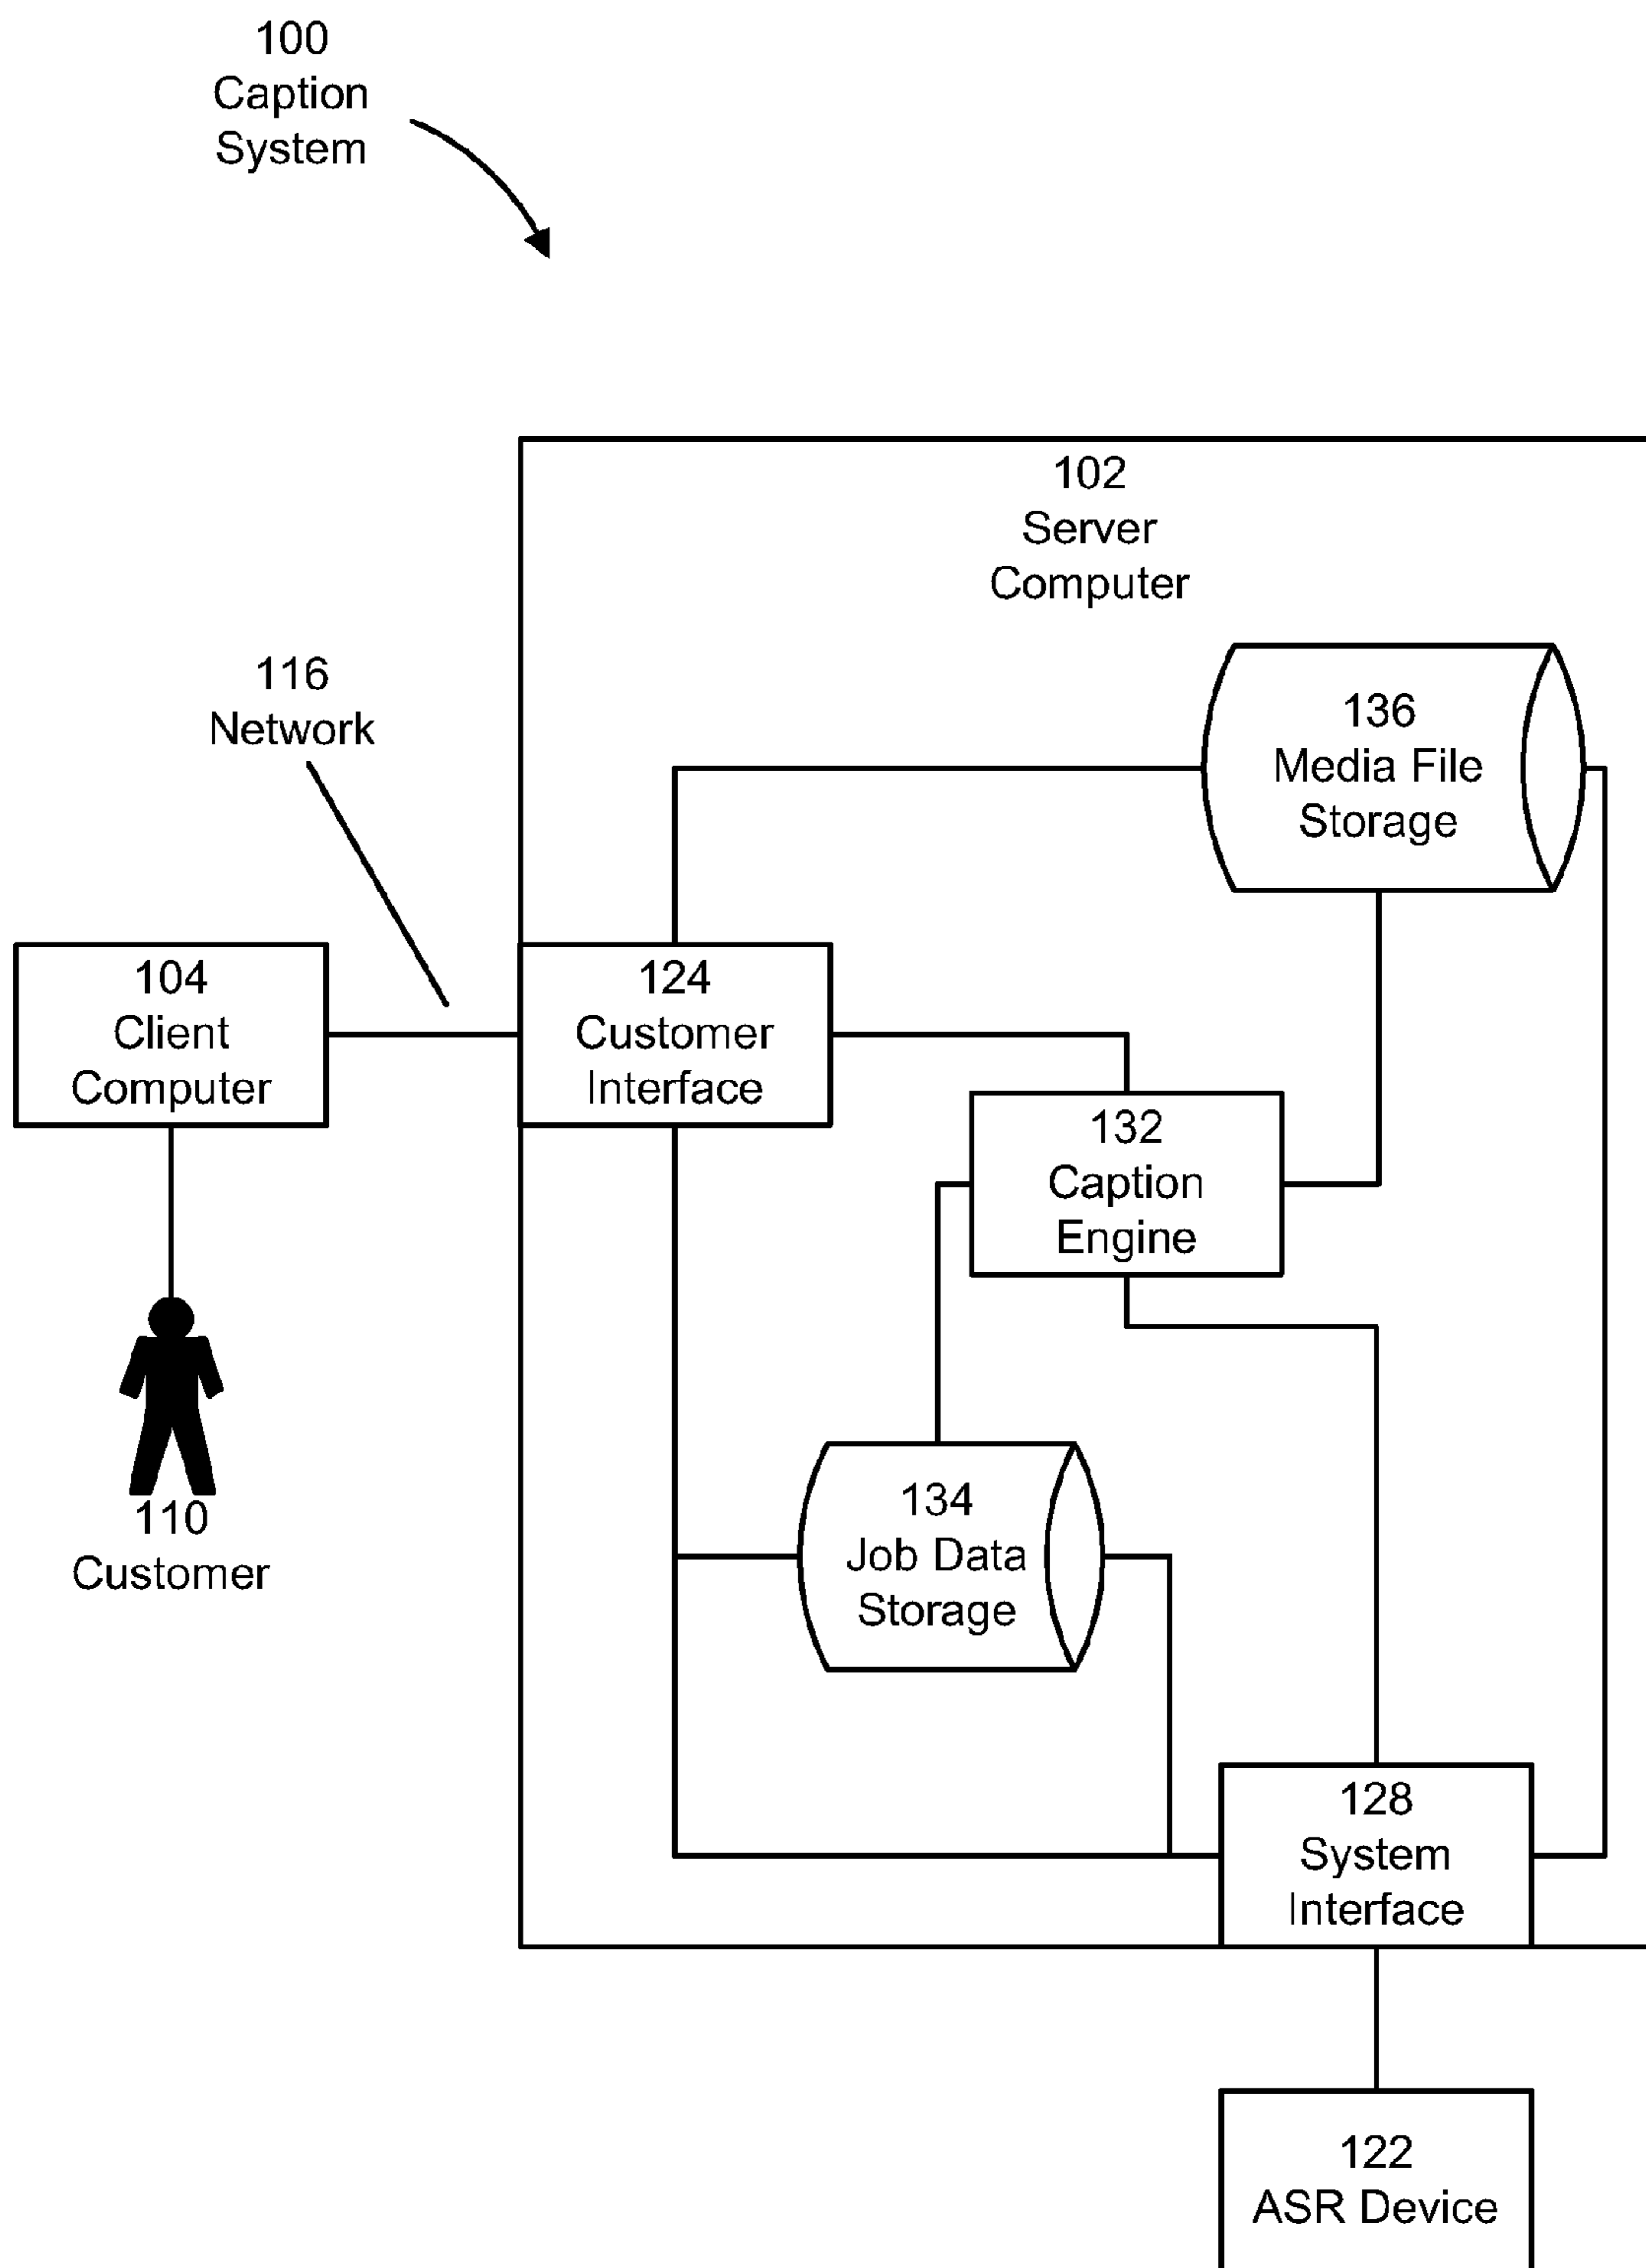 100
Caption
System
102
Server
Computer
116
Network
136
Media File
Storage
104
Client
Computer
124
Customer
Interface
132
Caption
Engine
110
Customer
134
Job Data
Storage
128
System
Interface
122
ASR Device